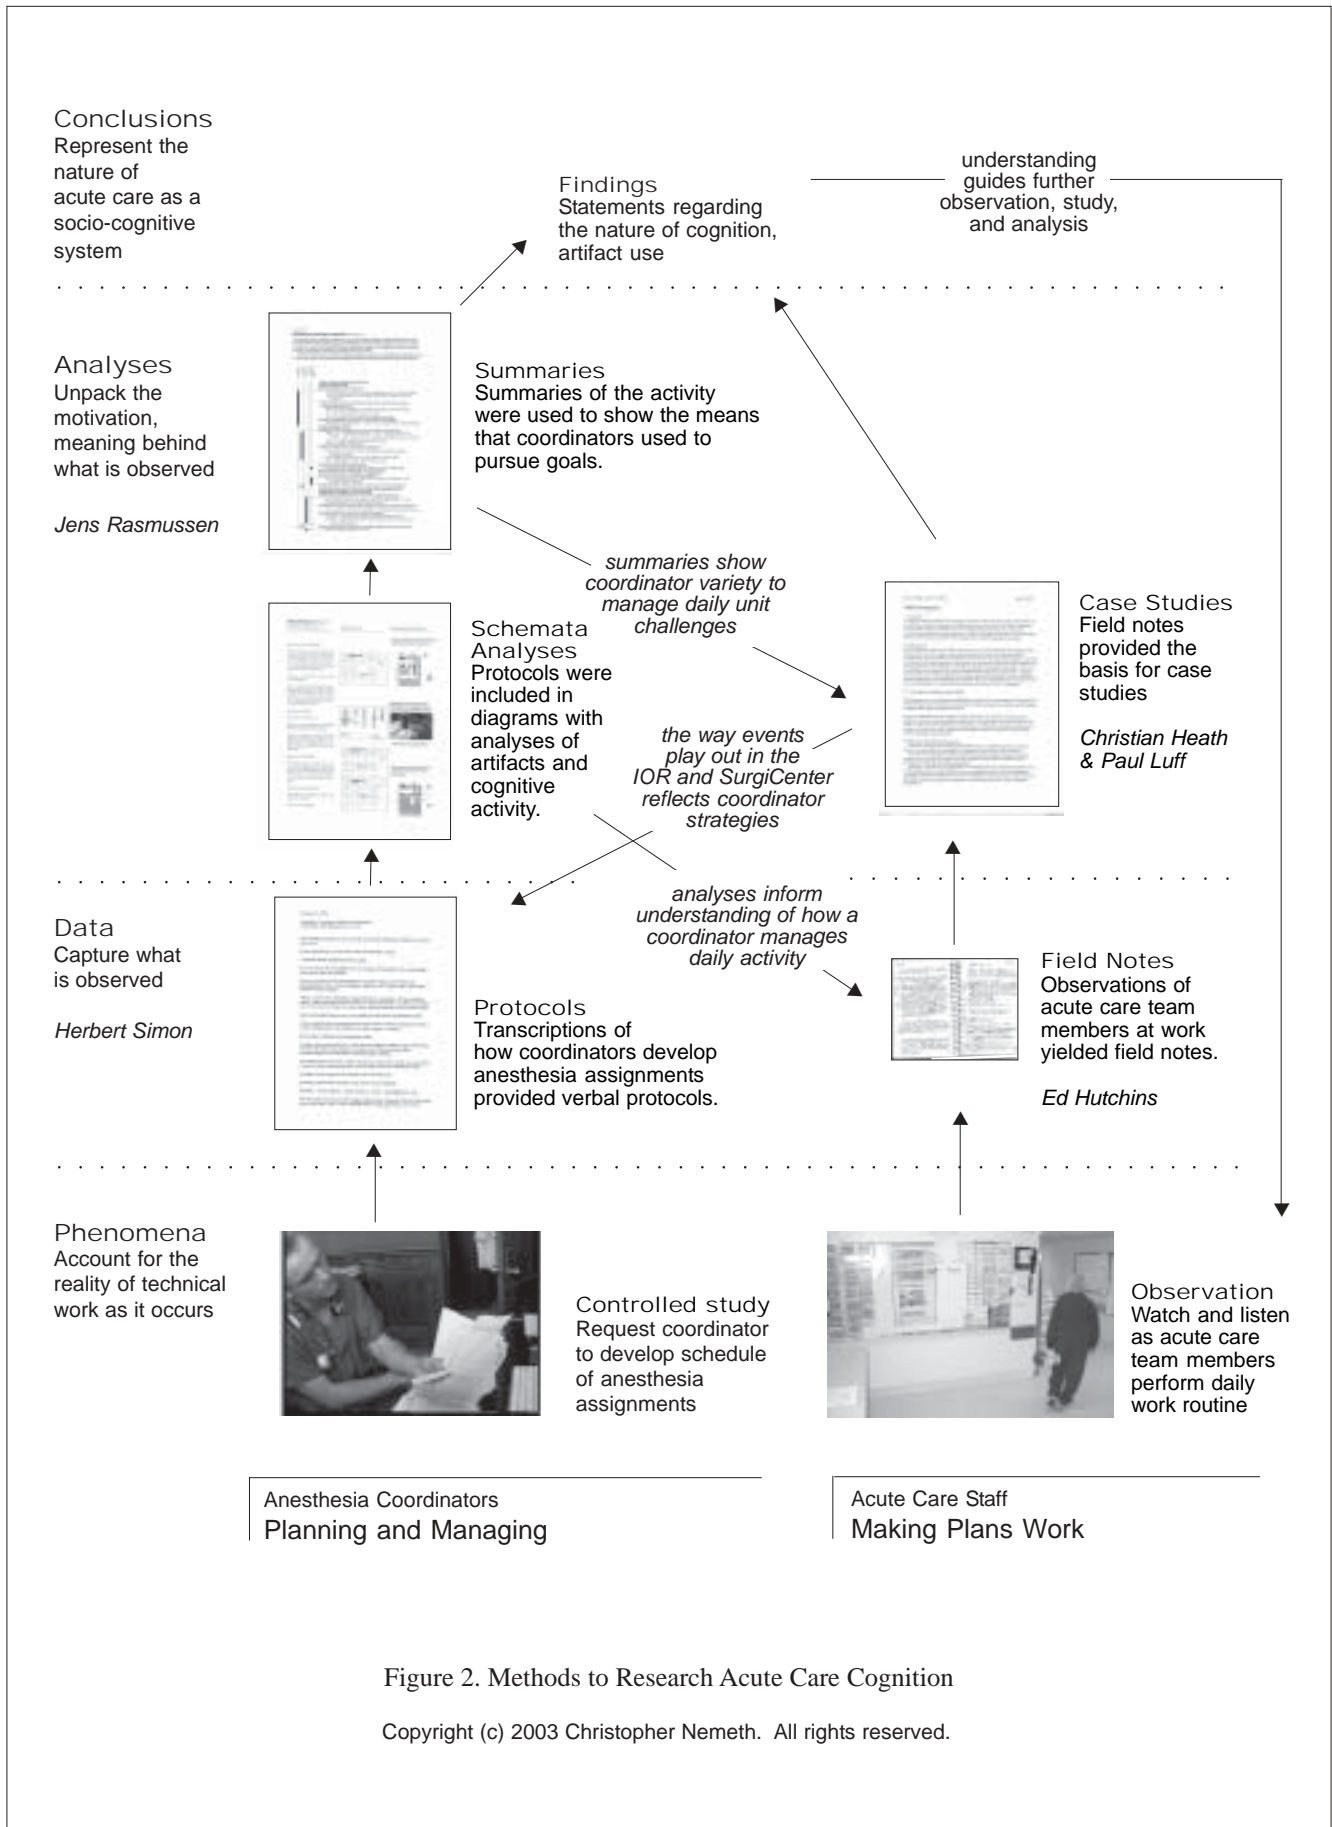 Conclusions
Represent the
nature of
acute care as a
socio-cognitive
system
Findings
Statements regarding
the nature of cognition,
artifact use
understanding
guides further
observation, study,
and analysis
Analyses
Unpack the
motivation,
meaning behind
what is observed
Jens Rasmussen
Summaries
Summaries of the activity
were used to show the means
that coordinators used to
pursue goals.
summaries show
coordinator variety to
manage daily unit
challenges
Schemata
Analyses
Protocols were
included in
diagrams with
analyses of
artifacts and
cognitive
activity.
the way events
play out in the
IOR and SurgiCenter
reflects coordinator
strategies
Case Studies
Field notes
provided the
basis for case
studies
Christian Heath
& Paul Luff
Data
Capture what
is observed
Herbert Simon
Protocols
Transcriptions of
how coordinators develop
anesthesia assignments
provided verbal protocols.
analyses inform
understanding of how a
coordinator manages
daily activity
Field Notes
Observations of
acute care team
members at work
yielded field notes.
Ed Hutchins
Phenomena
Account for the
reality of technical
work as it occurs
Controlled study
Request coordinator
to develop schedule
of anesthesia
assignments
Observation
Watch and listen
as acute care
team members
perform daily
work routine
Anesthesia Coordinators
Planning and Managing
Acute Care Staff
Making Plans Work
Figure 2. Methods to Research Acute Care Cognition
Copyright (c) 2003 Christopher Nemeth.  All rights reserved.